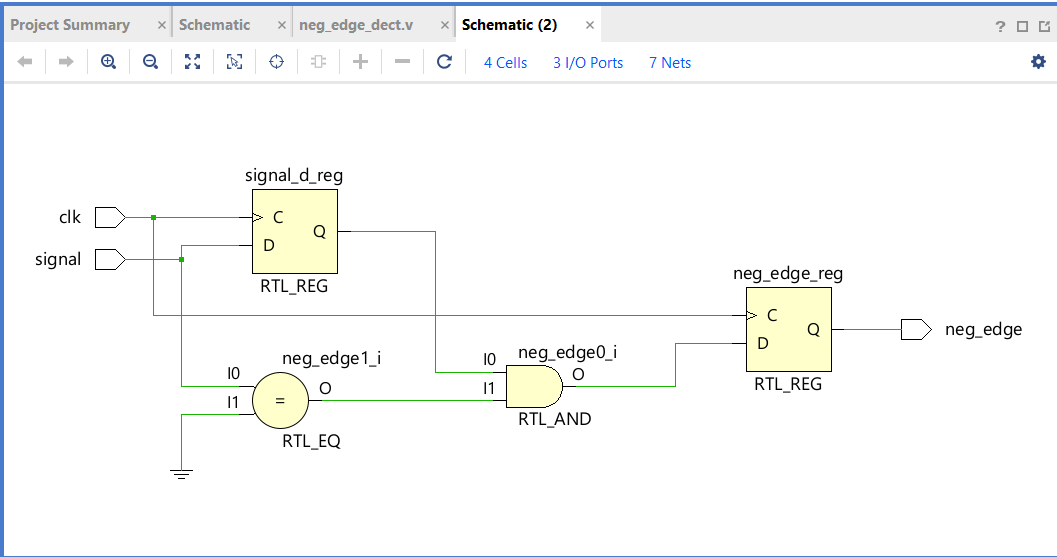 Project Summary × Schematic × neg_edge_dect.v × Schematic (2) × ?
4 Cells 3 I/O Ports 7 Nets
signal_d_reg
clk C Q
signal D
RTL_REG
neg_edge_reg
C Q neg_edge
D
RTL_REG
neg_edge1_i
I0 O
I1 =
RTL_EQ
neg_edge0_i
I0 O
I1
RTL_AND